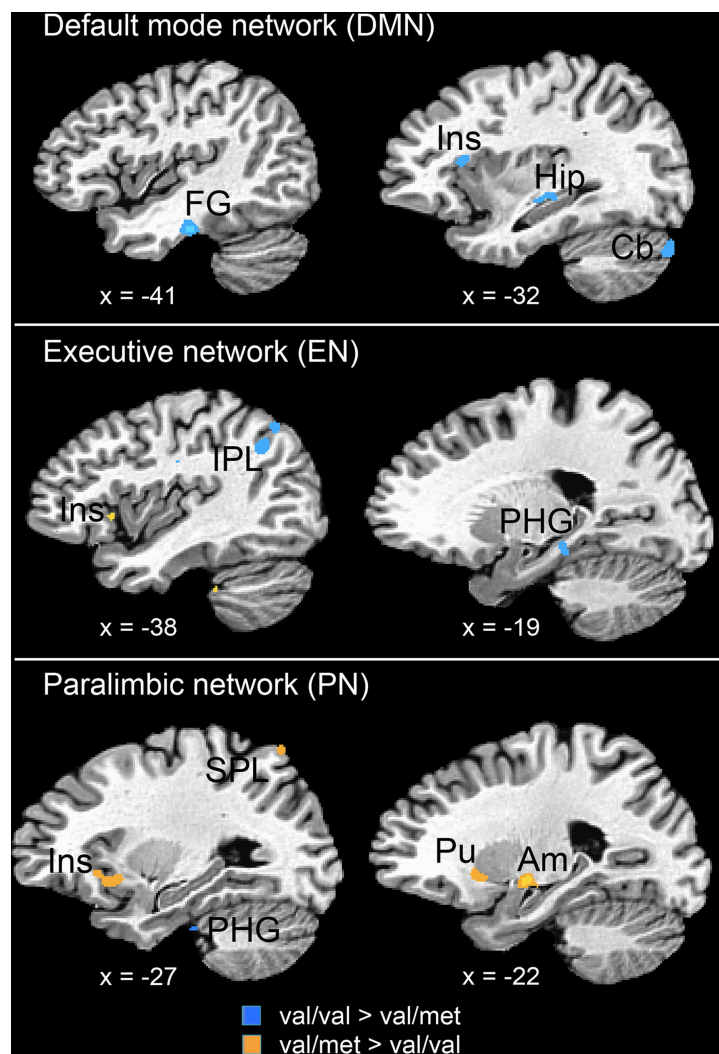 Default mode network (DMN)
FG
Ins
Hip
Cb
x = -41
x = -32
Executive network (EN)
IPL
Ins
PHG
x = -38
x = -19
Paralimbic network (PN)
SPL
Ins
PHG
Pu
Am
x = -27
x = -22
val/val > val/met
val/met > val/val